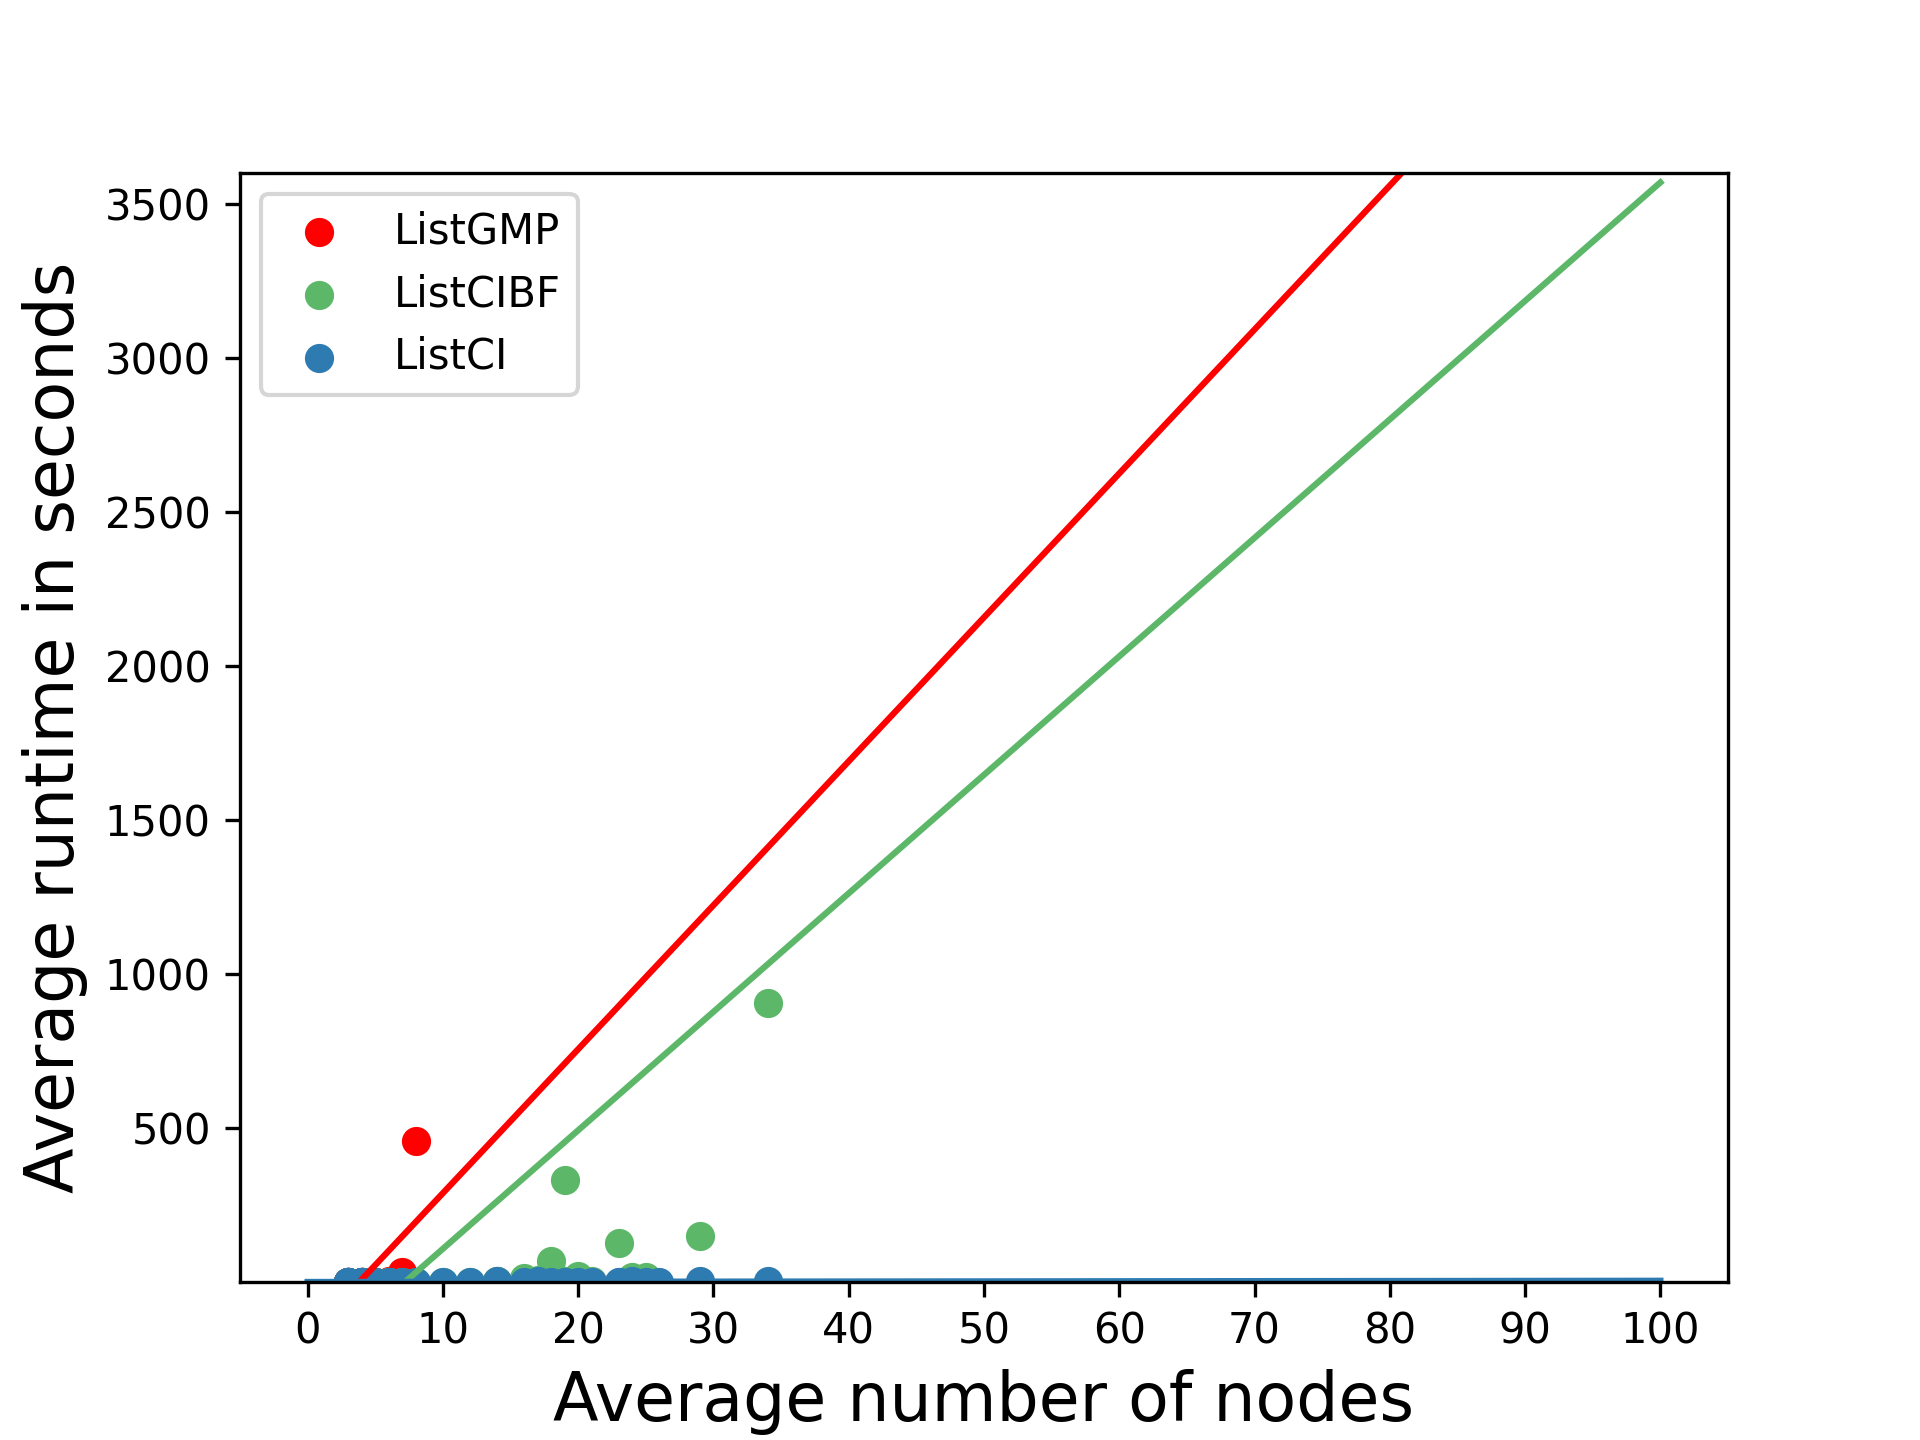 ListGMP
ListCIBF
ListCI
Average runtime in seconds
3500
3000
2500
2000
1500
1000
500
0 10 20 30 40 50 60 70 80 90 100
Average number of nodes